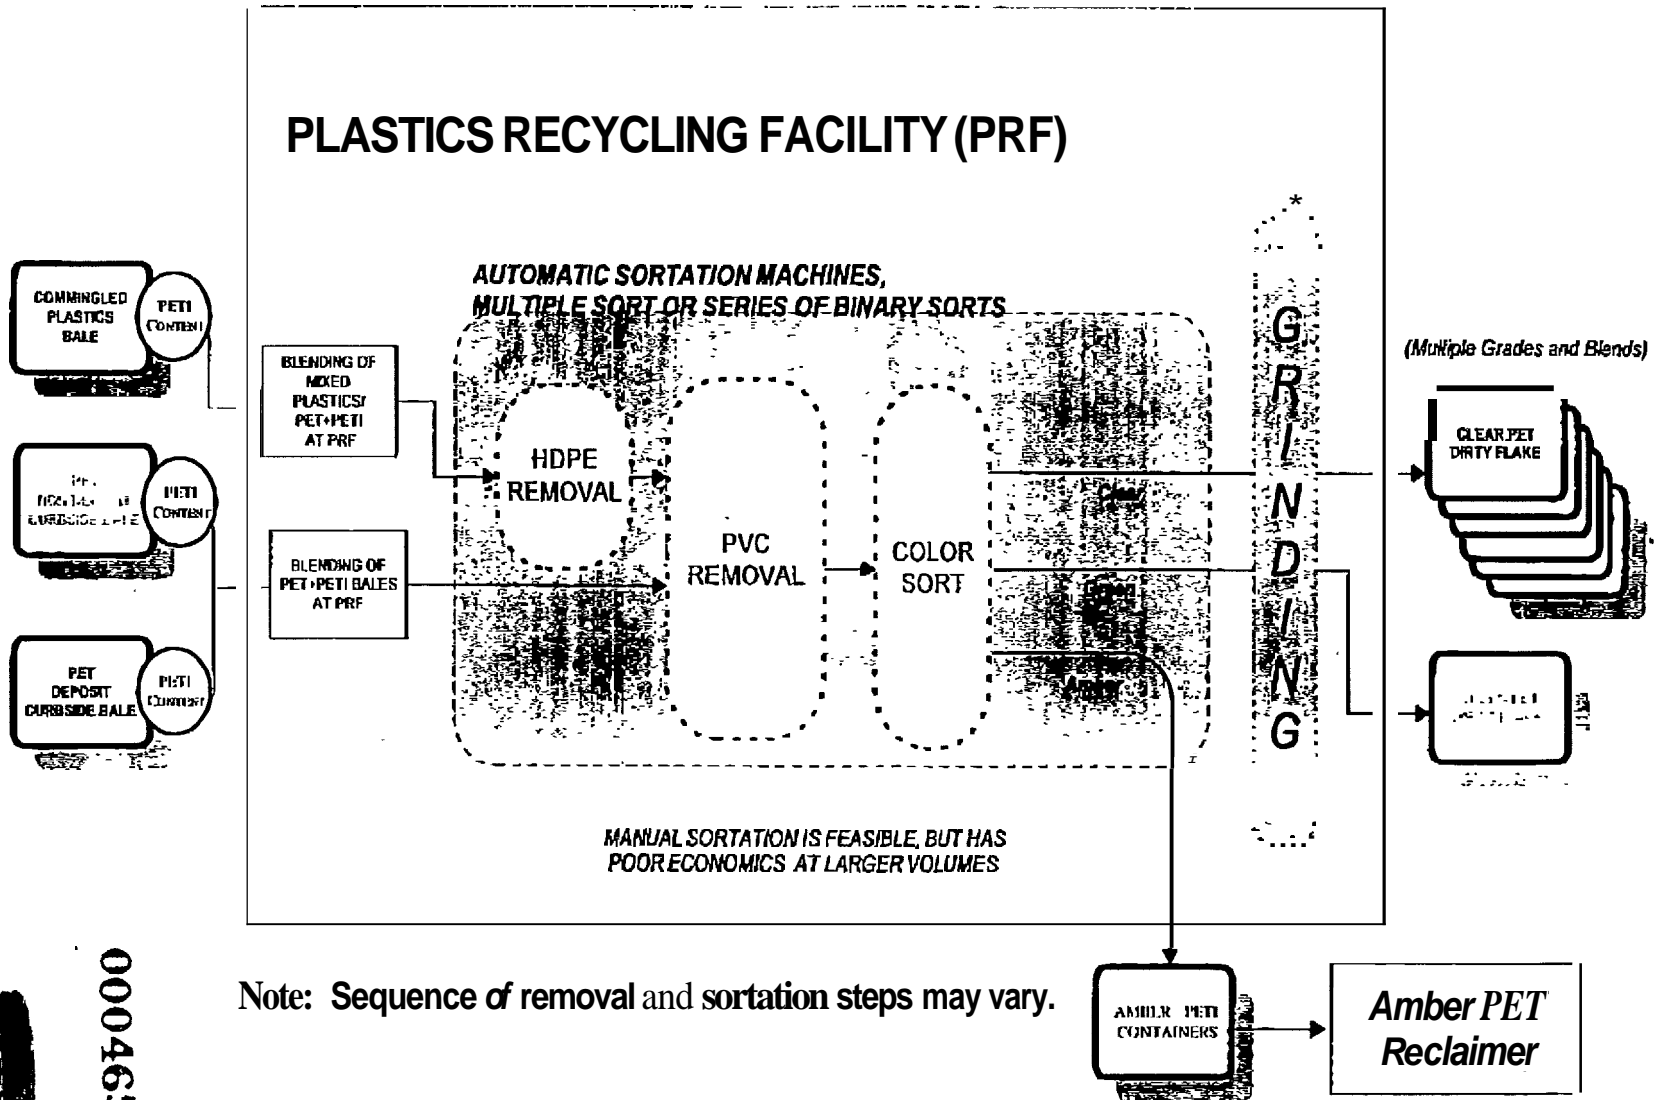 PLASTICS RECYCLING FACILITY (PRF)
AUTOMATIC SORTATION MACHINES,
MULTIPLE SORT OR SERIES OF BINARY SORTS
COMMINGLED
PLASTICS
BALE
PETI
CONTENT
PETI
CONTENT
PET
DEPOSIT
CURBSIDE BALE
PETI
CONTENT
BLENDING OF
MIXED
PLASTICS/
PET+PETI
AT PRF
BLENDING OF
PET+PETI BALES
AT PRF
HDPE
REMOVAL
PVC
REMOVAL
COLOR
SORT
Clear
Green
Amber
GRINDING
(Multiple Grades and Blends)
CLEAR PET
DIRTY FLAKE
MANUAL SORTATION IS FEASIBLE, BUT HAS
POOR ECONOMICS AT LARGER VOLUMES
Note: Sequence of removal and sortation steps may vary.
AMBER PETI
CONTAINERS
Amber PET
Reclaimer